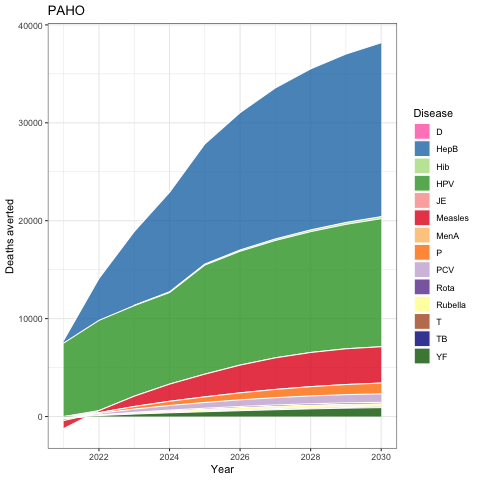 PAHO
Deaths averted
40000
30000
20000
10000
0
2022
2024
2026
2028
2030
Year
Disease
D
HepB
Hib
HPV
JE
Measles
MenA
P
PCV
Rota
Rubella
T
TB
YF